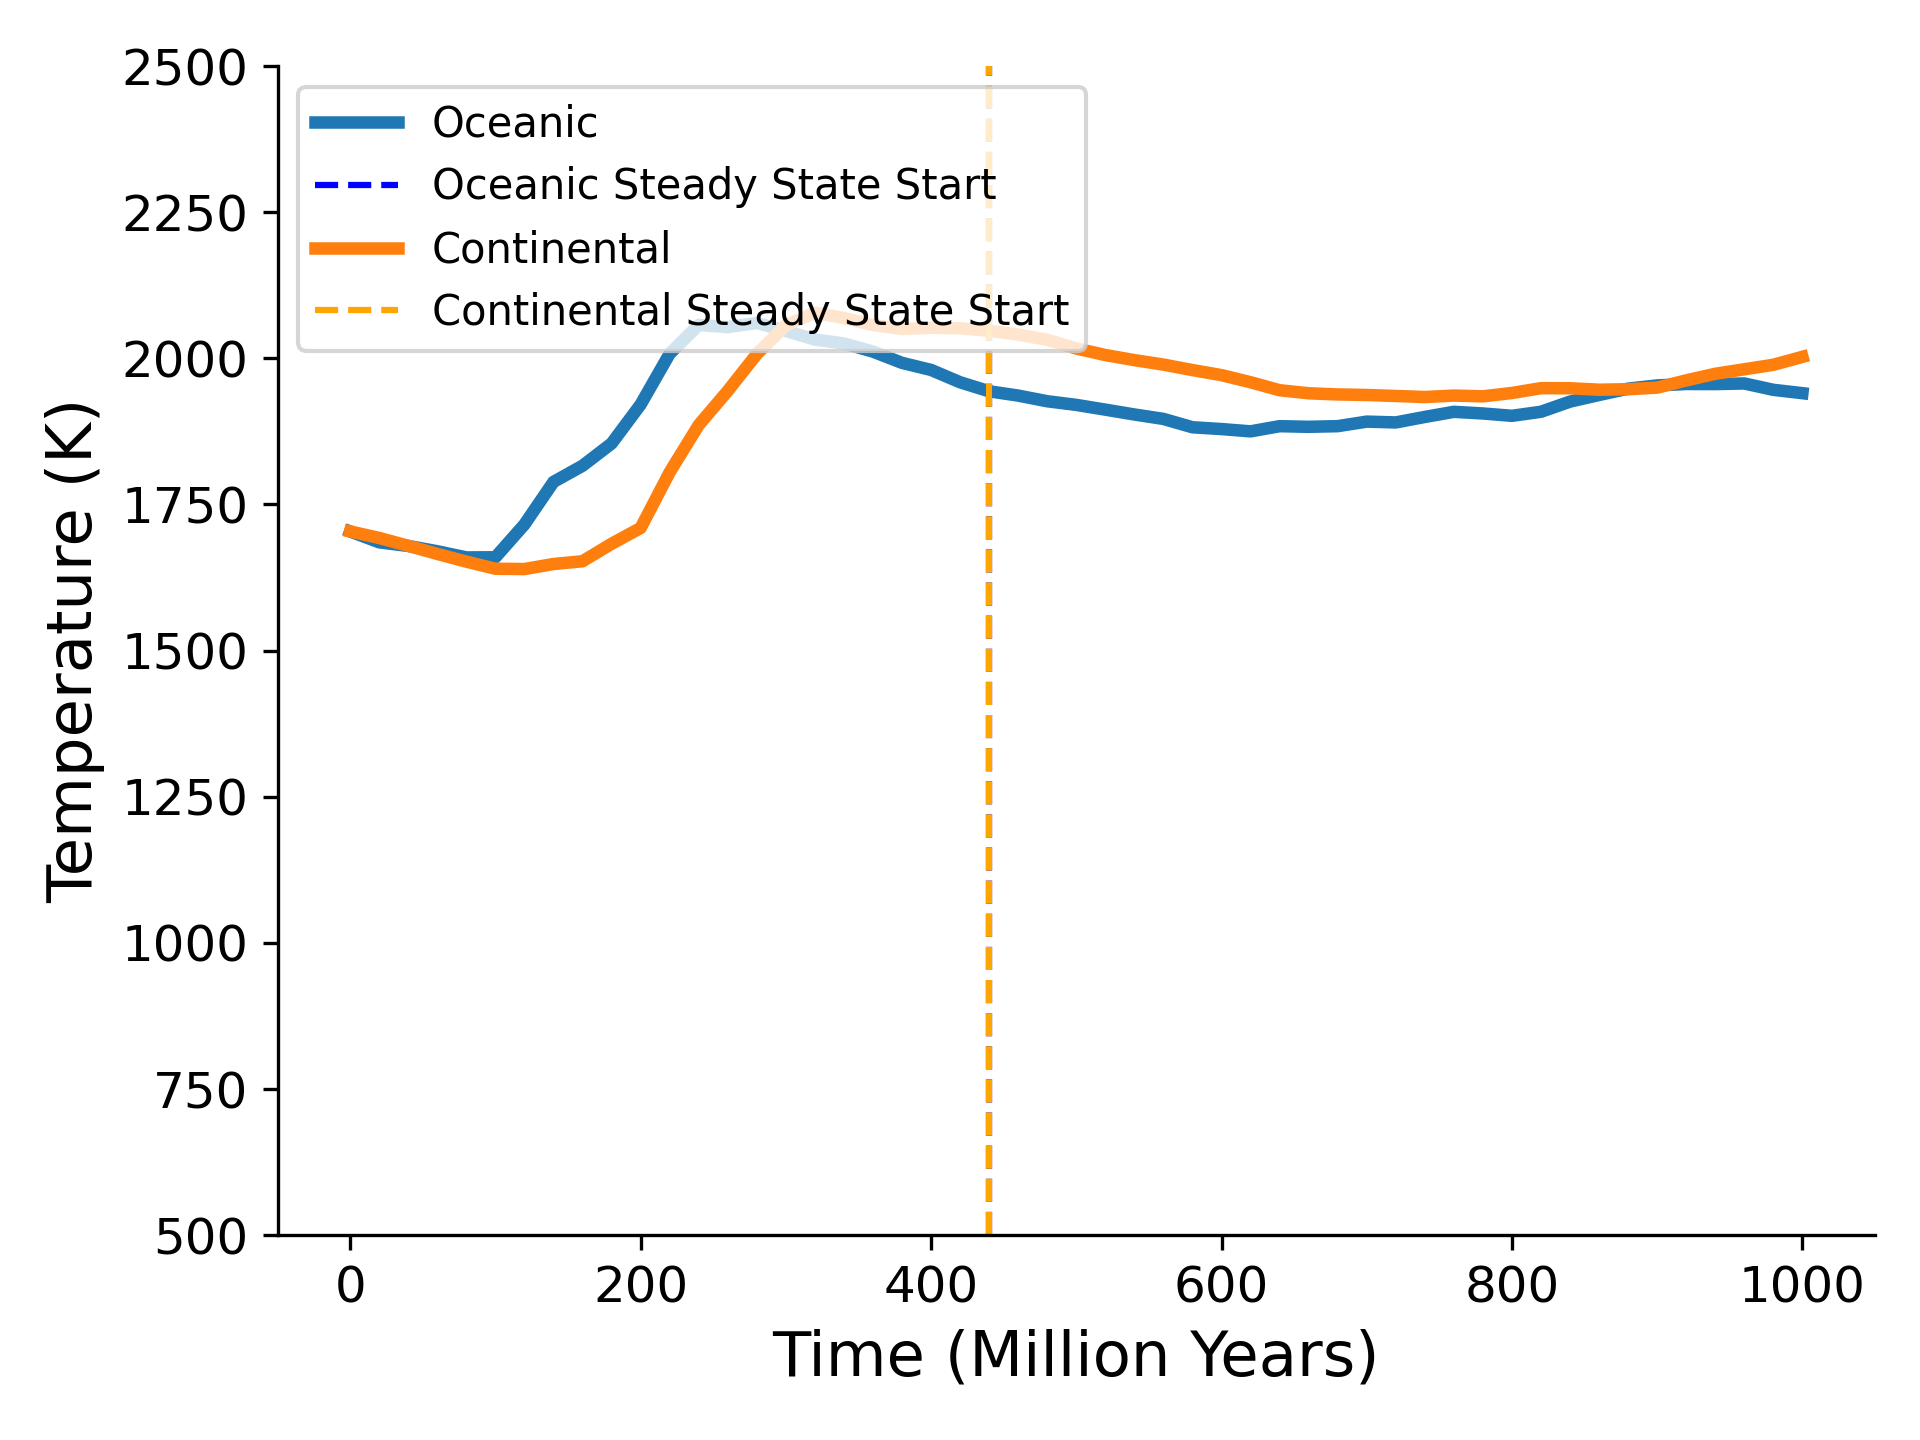 2500
2250
2000
1750
1500
1250
1000
750
500
Temperature (K)
Oceanic
Oceanic Steady State Start
Continental
Continental Steady State Start
0 200 400 600 800 1000
Time (Million Years)